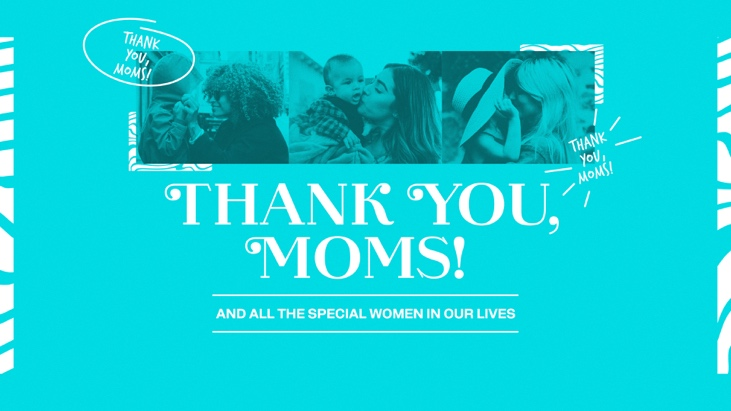 THANK
YOU,
MOMS!
THANK
YOU,
MOMS!
THANK YOU,
MOMS!
AND ALL THE SPECIAL WOMEN IN OUR LIVES